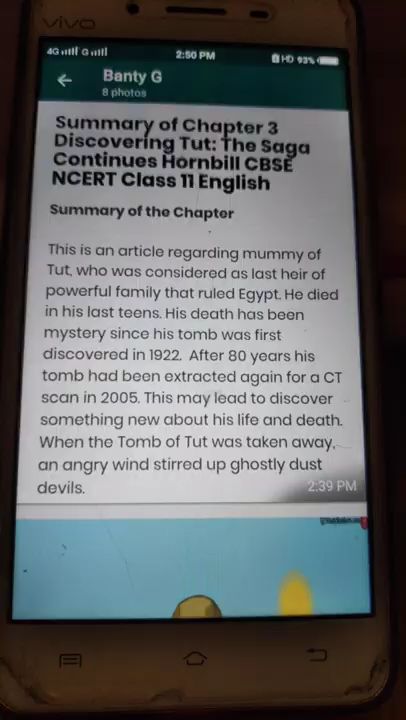 vivo
4G G
2:50 PM
HD 93%
Banty G
8 photos
Summary of Chapter 3
Discovering Tut: The Saga
Continues Hornbill CBSE
NCERT Class 11 English
Summary of the Chapter
This is an article regarding mummy of
Tut, who was considered as last heir of
powerful family that ruled Egypt. He died
in his last teens. His death has been
mystery since his tomb was first
discovered in 1922. After 80 years his
tomb had been extracted again for a CT
scan in 2005. This may lead to discover
something new about his life and death.
When the Tomb of Tut was taken away,
an angry wind stirred up ghostly dust
devils.
2:39 PM